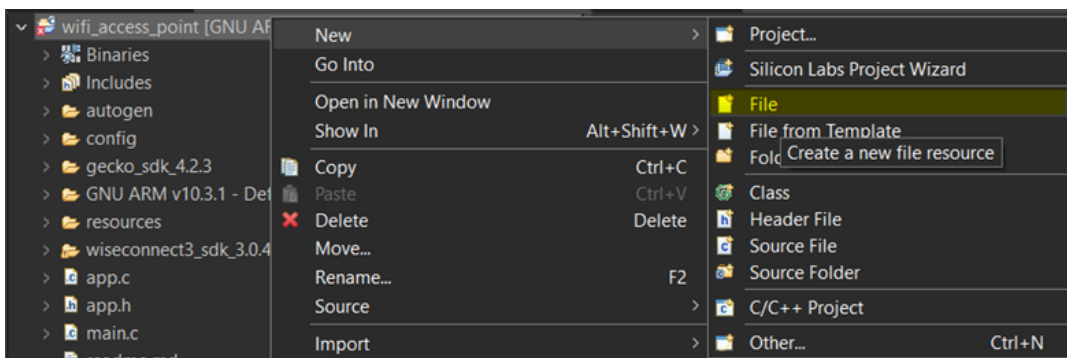 wifi_access_point [GNU AR
Binaries
Includes
autogen
config
gecko_sdk_4.2.3
GNU ARM v10.3.1 - Def
resources
wiseconnect3_sdk_3.0.4
app.c
app.h
main.c
New
Go Into
Open in New Window
Show In Alt+Shift+W >
Copy Ctrl+C
Paste Ctrl+V
Delete Delete
Move...
Rename... F2
Source
Import
Project...
Silicon Labs Project Wizard
File
File from Template
Create a new file resource
Class
Header File
Source File
Source Folder
C/C++ Project
Other... Ctrl+N